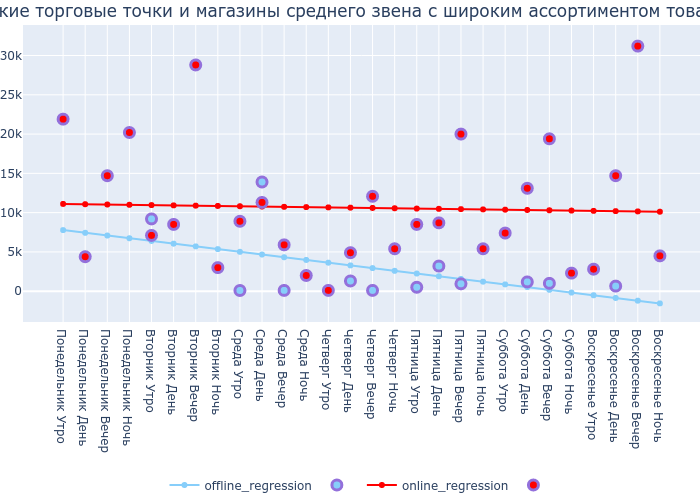 кие торговые точки и магазины среднего звена с широким ассортиментом това
30k
25k
20k
15k
10k
5k
0
Понедельник Утро
Понедельник День
Понедельник Вечер
Понедельник Ночь
Вторник Утро
Вторник День
Вторник Вечер
Вторник Ночь
Среда Утро
Среда День
Среда Вечер
Среда Ночь
Четверг Утро
Четверг День
Четверг Вечер
Четверг Ночь
Пятница Утро
Пятница День
Пятница Вечер
Пятница Ночь
Суббота Утро
Суббота День
Суббота Вечер
Суббота Ночь
Воскресенье Утро
Воскресенье День
Воскресенье Вечер
Воскресенье Ночь
offline_regression
online_regression